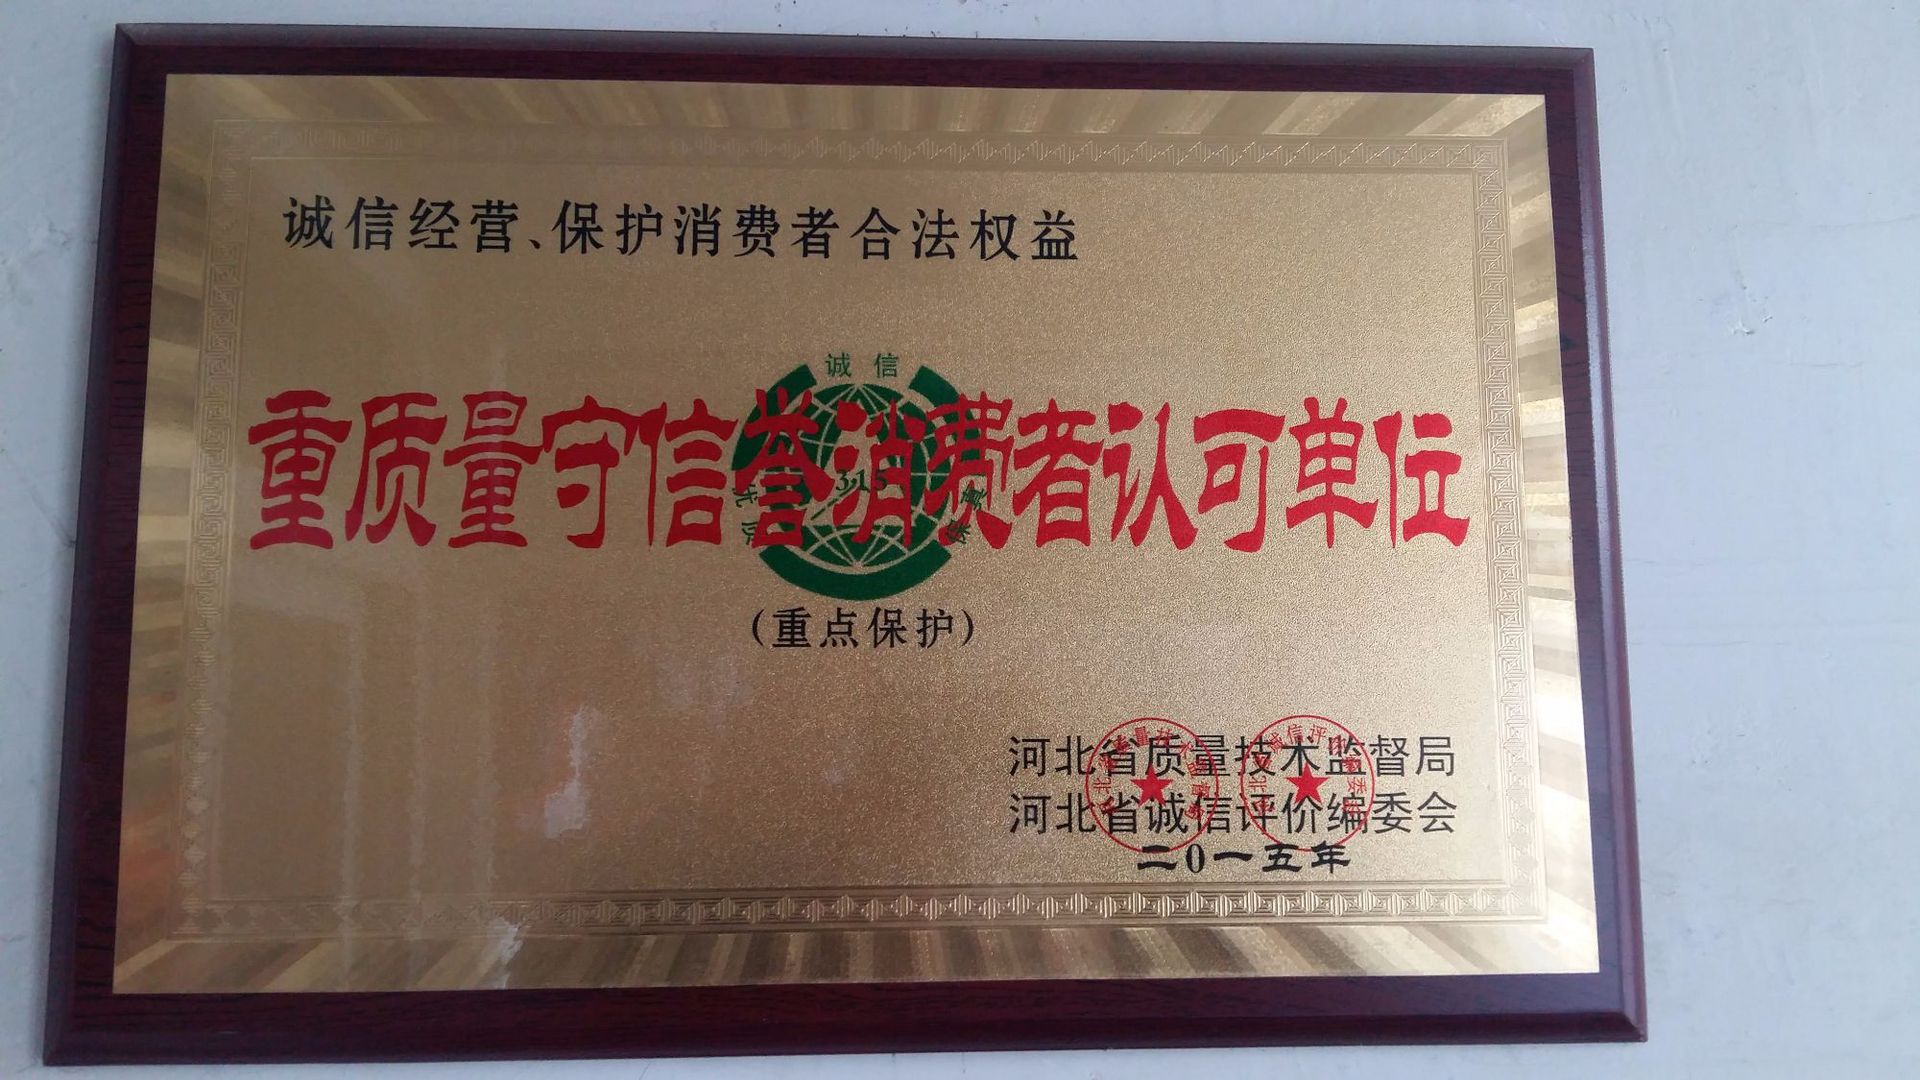 诚信经营、保护消费者合法权益
诚信
重质量守信誉消费者认可单位
315
(重点保护)
河北省质量技术监督局
河北省诚信评价编委会
二0一五年